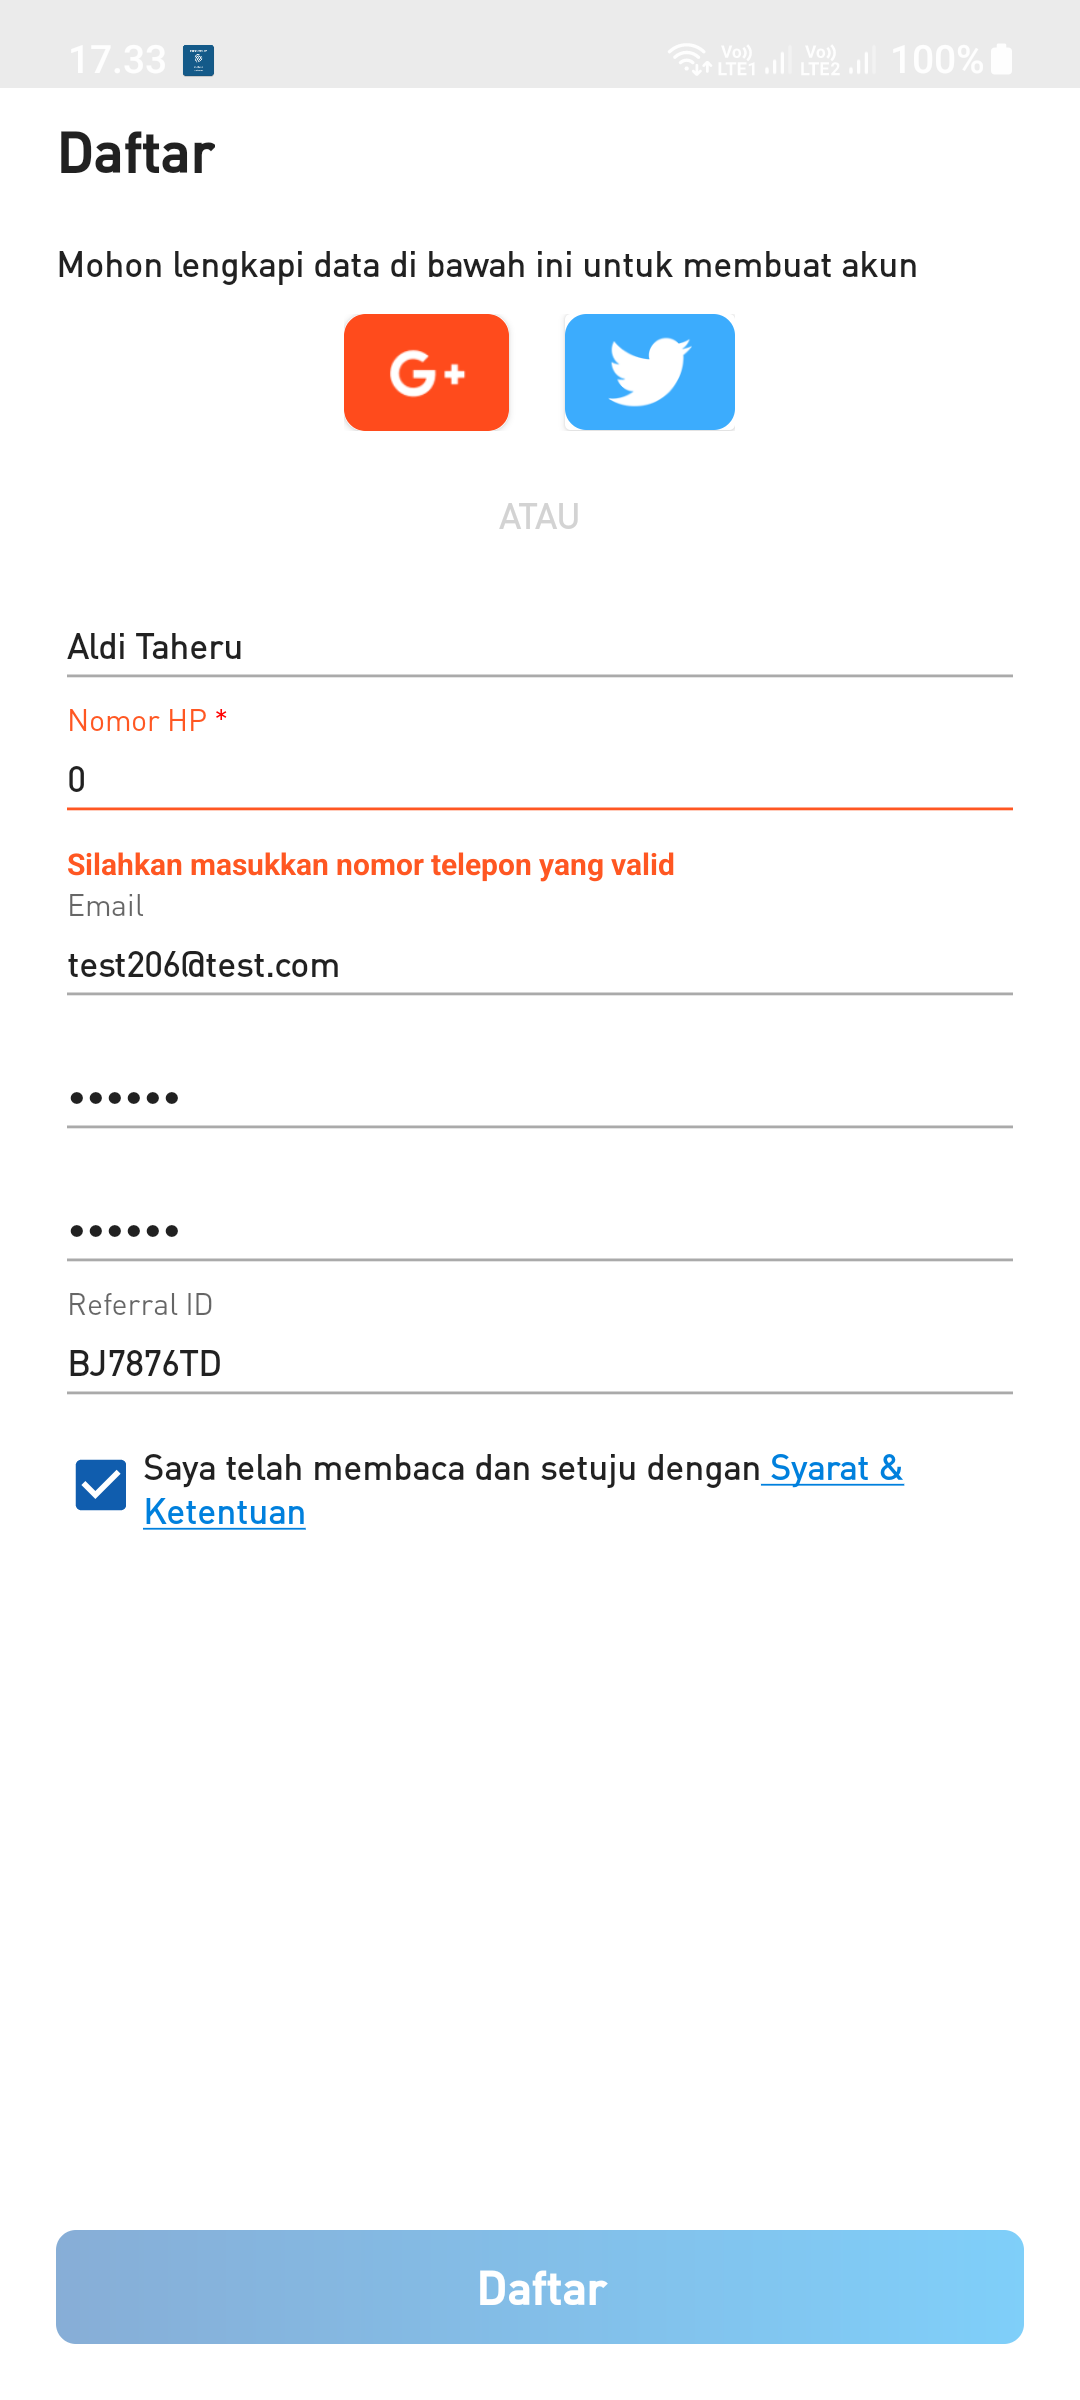 17.33
Vo)) LTE1 Vo)) LTE2 100%
Daftar
Mohon lengkapi data di bawah ini untuk membuat akun
G+
ATAU
Aldi Taheru
Nomor HP *
0
Silahkan masukkan nomor telepon yang valid
Email
test206@test.com
••••••
••••••
Referral ID
BJ7876TD
Saya telah membaca dan setuju dengan Syarat &
Ketentuan
Daftar